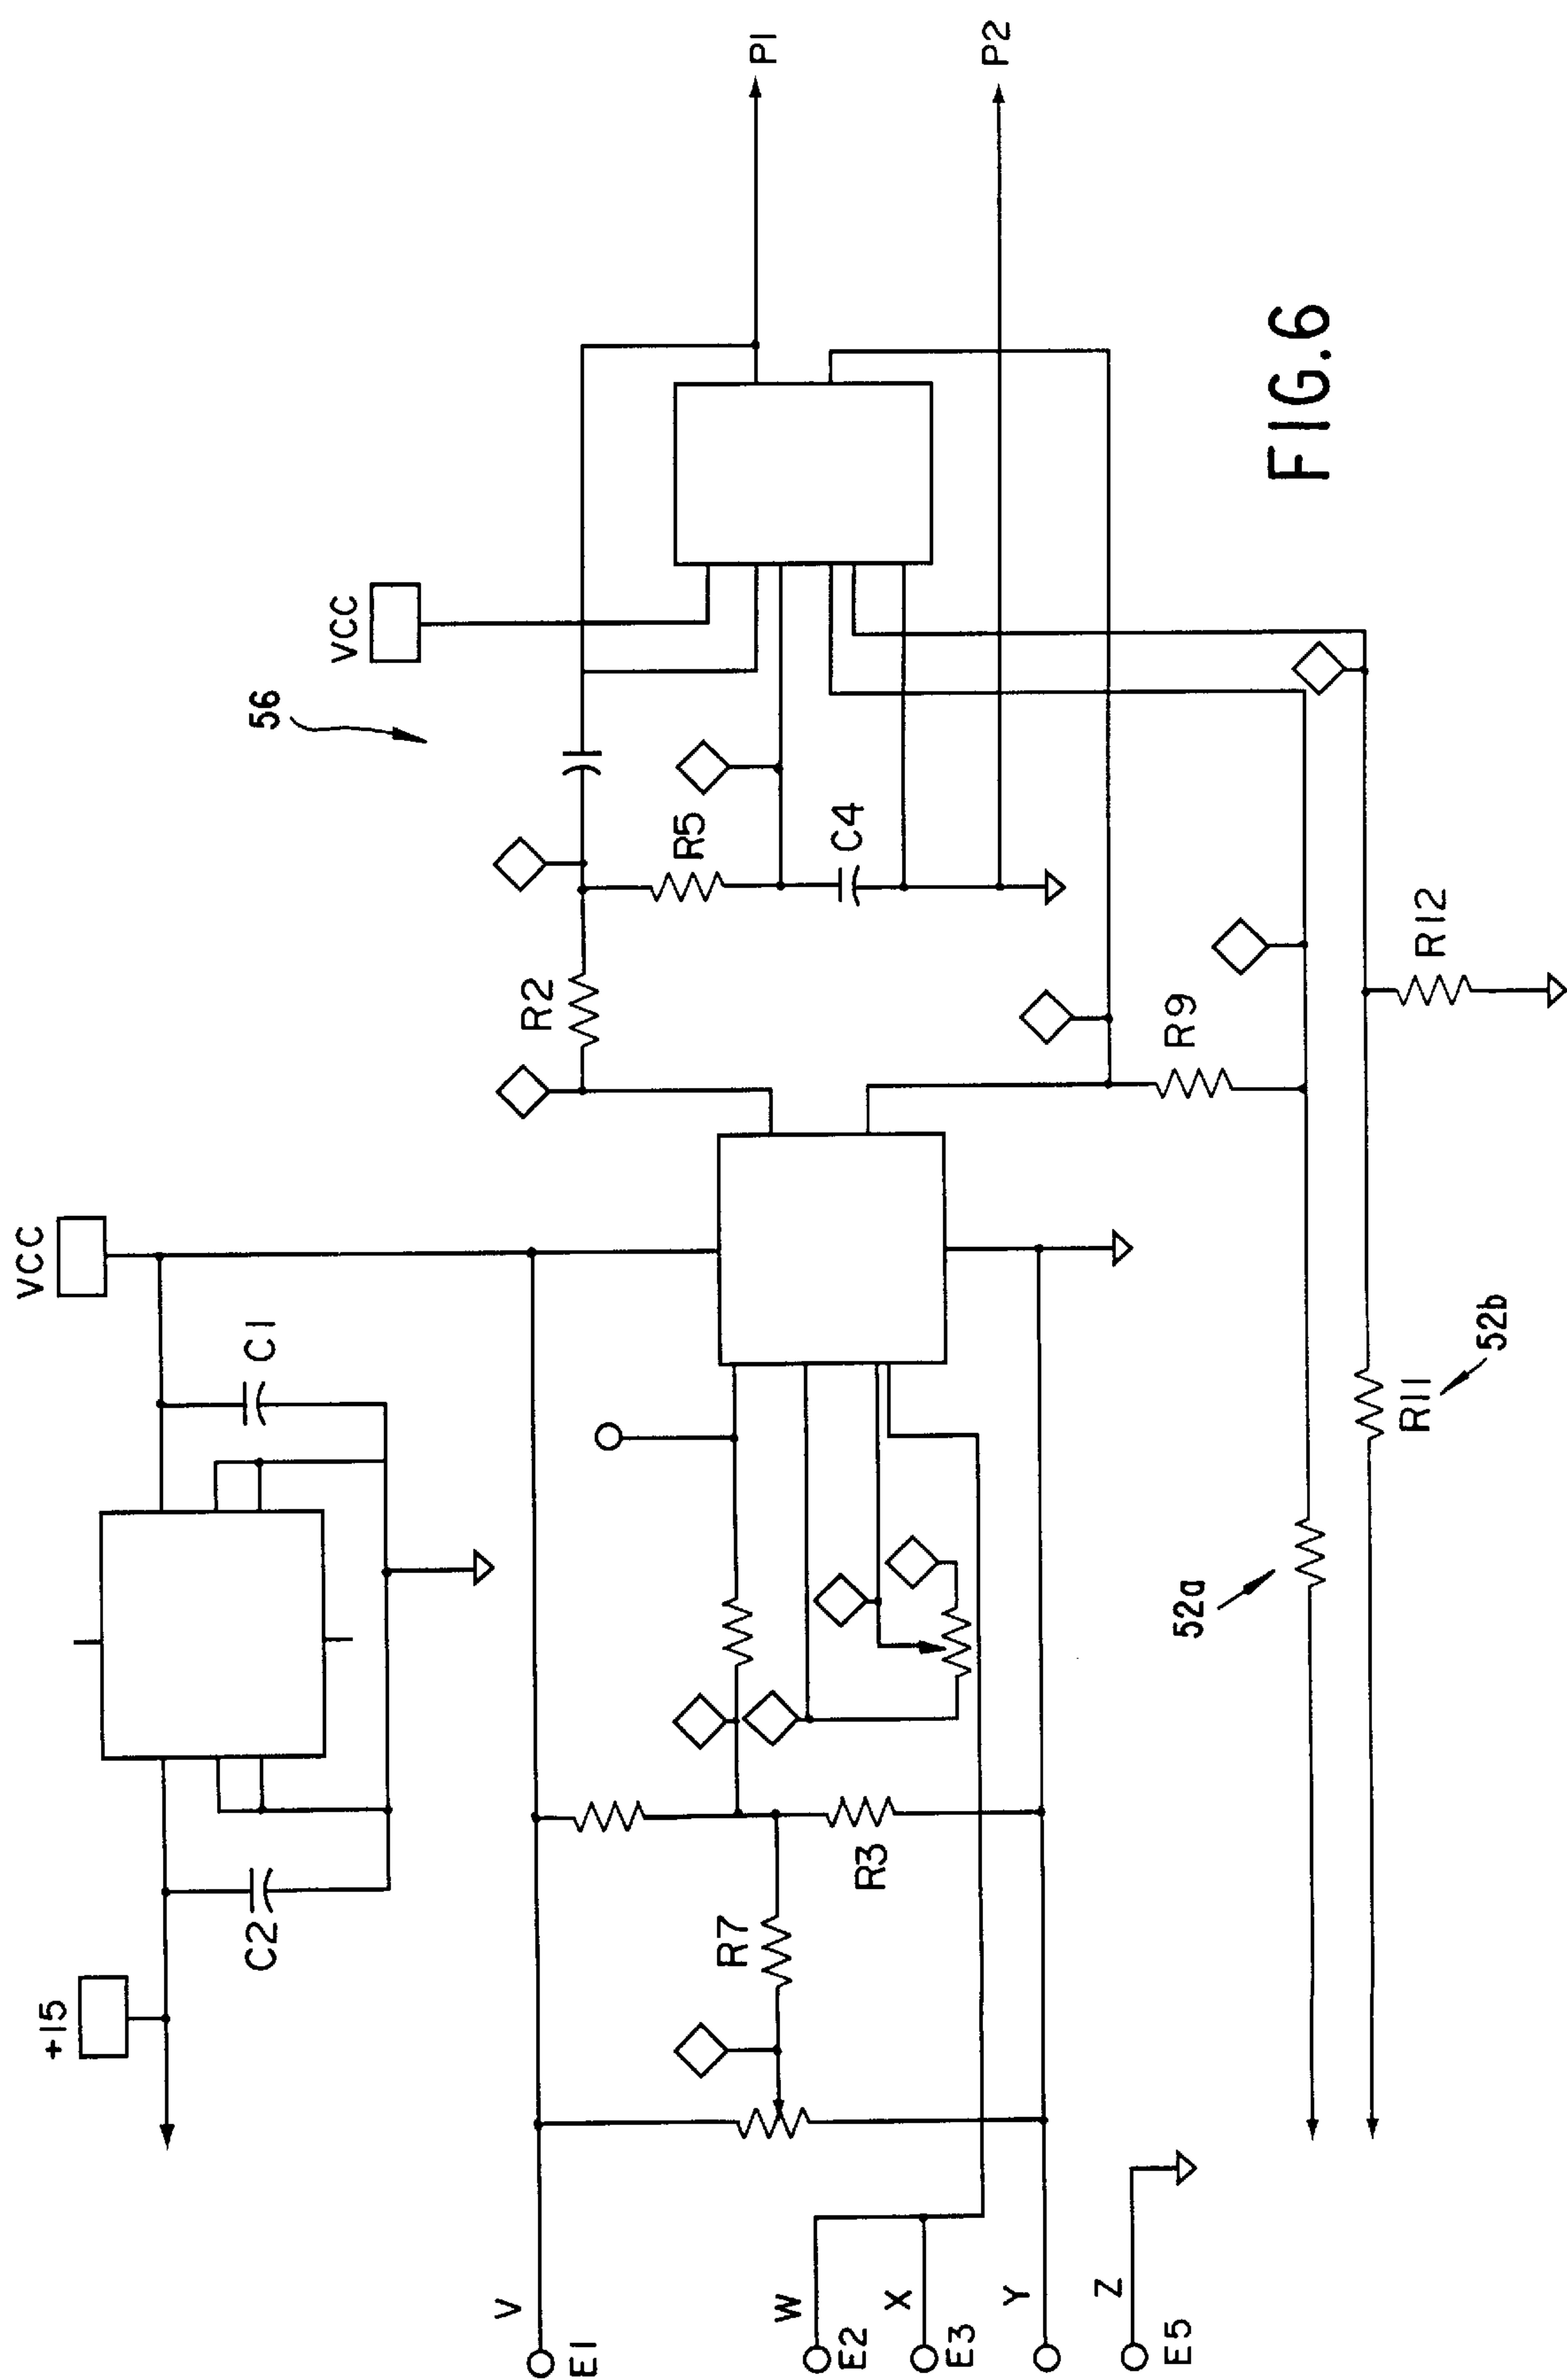 +15
VCC
C2
C1
56
VCC
V
E1
R2
R5
P1
R7
R3
C4
W
E2
X
E3
P2
Y
Z
E5
R9
52a
R11
52b
R12
FIG.6